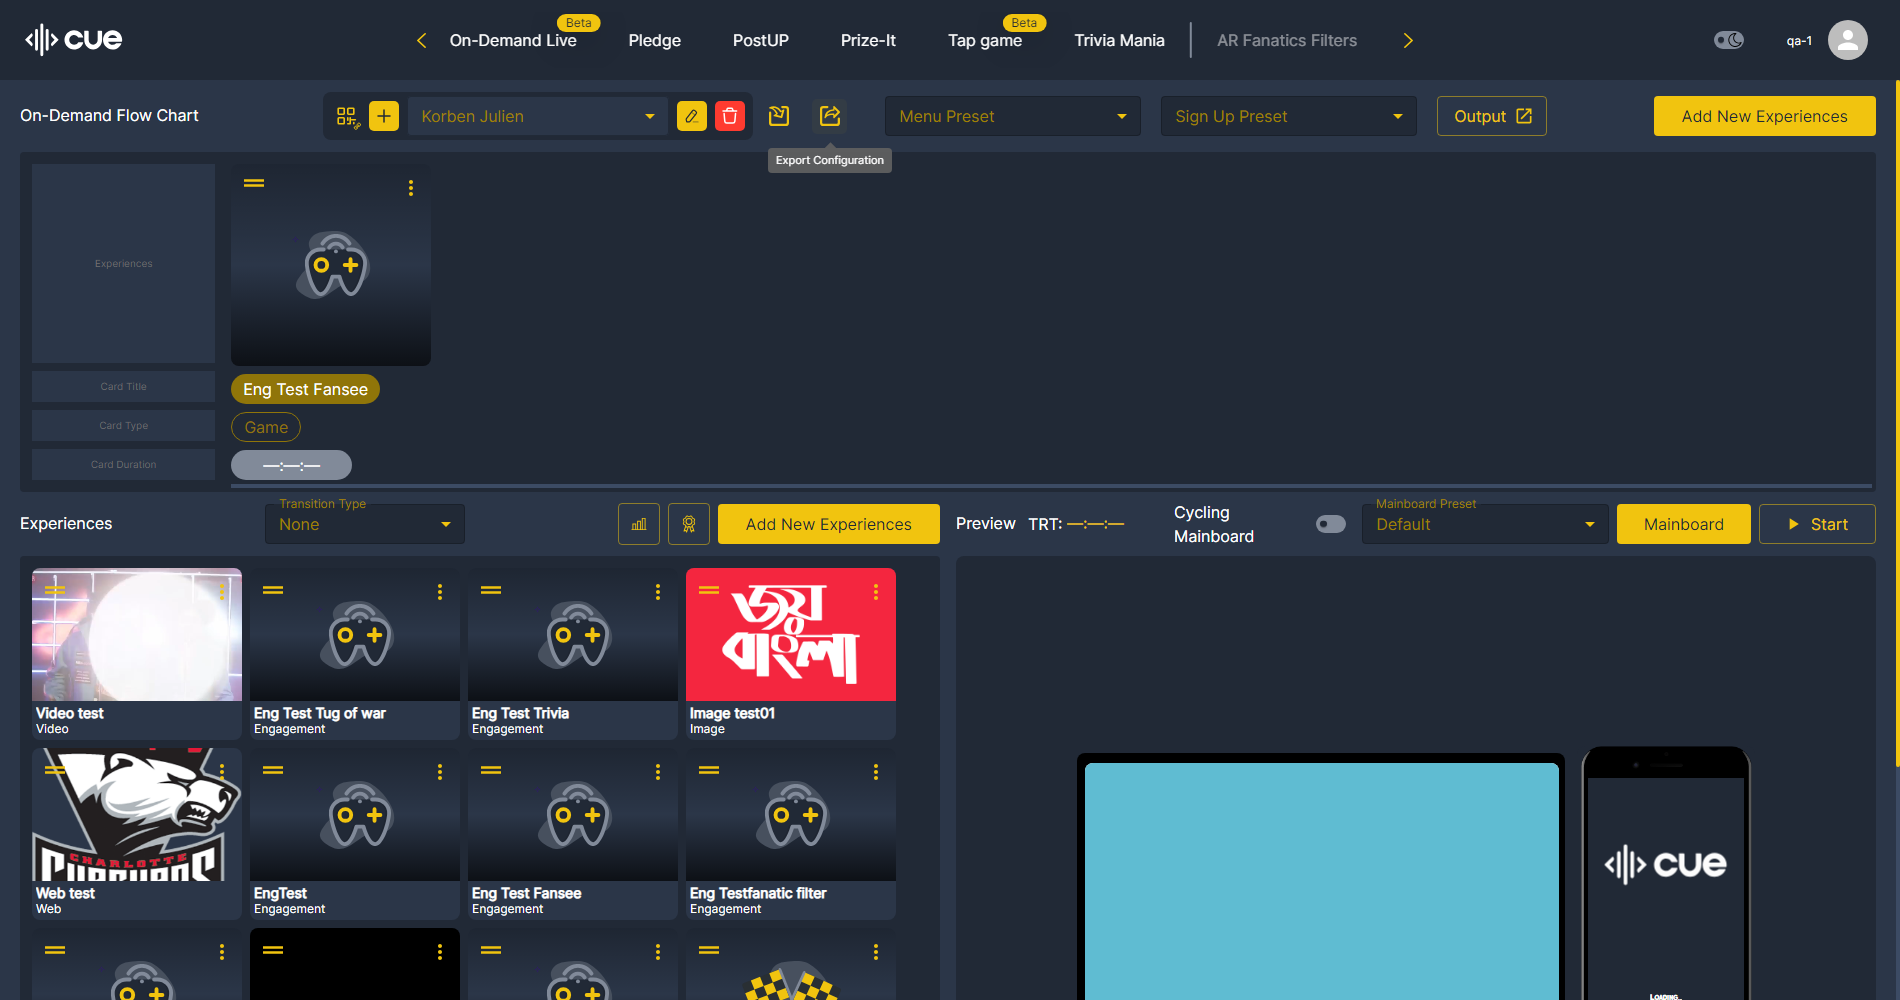 cue
On-Demand Live
Beta
Pledge
PostUP
Prize-It
Tap game
Beta
Trivia Mania
AR Fanatics Filters
qa-1
On-Demand Flow Chart
Korben Julien
Menu Preset
Sign Up Preset
Output
Add New Experiences
Export Configuration
Experiences
Card Title
Eng Test Fansee
Card Type
Game
Card Duration
—:—:—
Experiences
Transition Type
None
Add New Experiences
Preview
TRT: —:—:—
Cycling
Mainboard
Mainboard Preset
Default
Mainboard
Start
জয়
বাংলা
Video test
Video
Eng Test Tug of war
Engagement
Eng Test Trivia
Engagement
Image test01
Image
CHARLOTTE
Web test
Web
EngTest
Engagement
Eng Test Fansee
Engagement
Eng Testfanatic filter
Engagement
cue
LOADING...